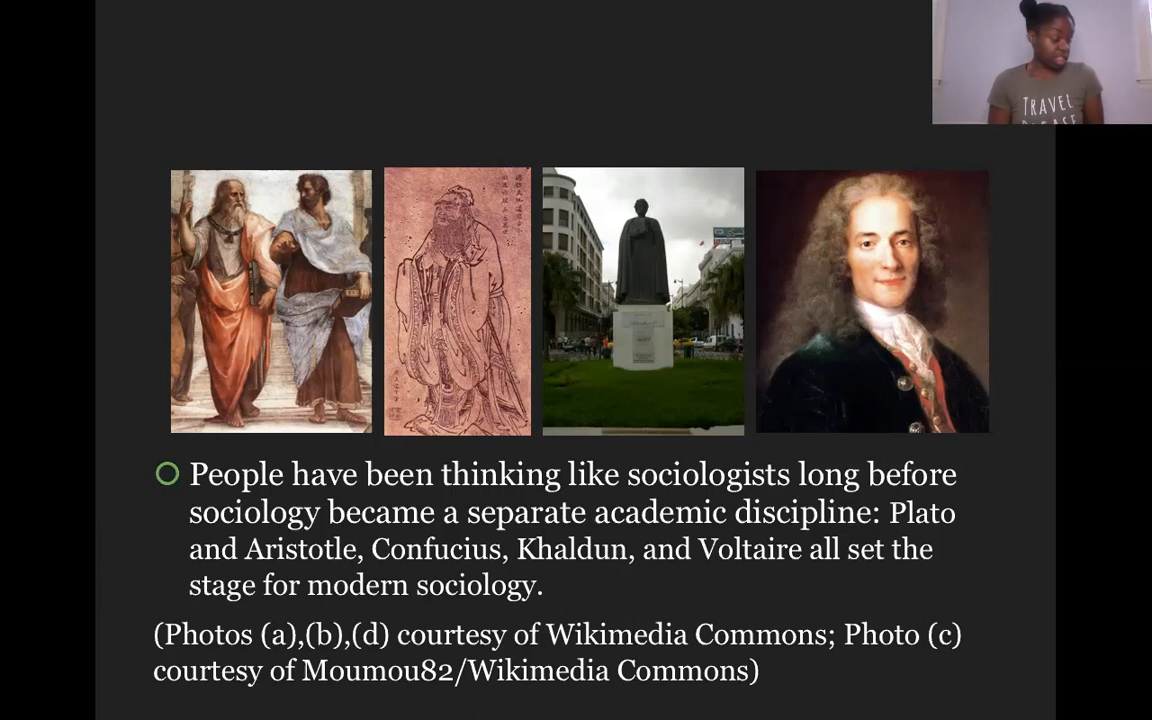 TRAVEL
People have been thinking like sociologists long before
sociology became a separate academic discipline: Plato
and Aristotle, Confucius, Khaldun, and Voltaire all set the
stage for modern sociology.
(Photos (a),(b),(d) courtesy of Wikimedia Commons; Photo (c)
courtesy of Moumou82/Wikimedia Commons)